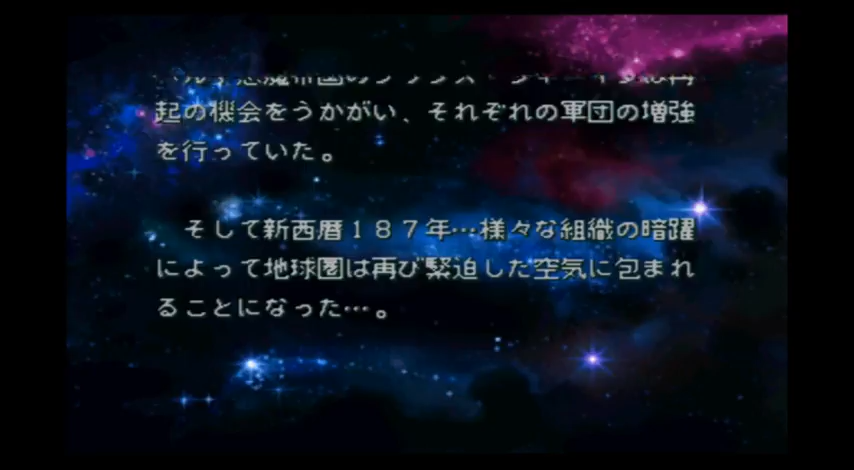 起の機会をうかがい、それぞれの軍団の増強
を行っていた。
そして新西暦１８７年…様々な組織の暗躍
によって地球圏は再び緊迫した空気に包まれ
ることになった…。